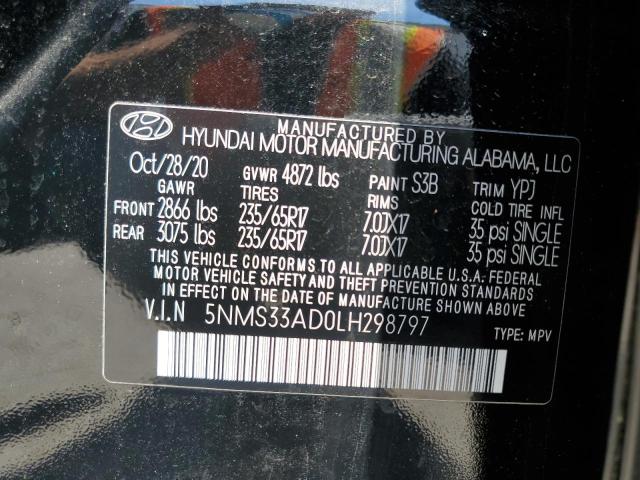 MANUFACTURED BY
HYUNDAI MOTOR MANUFACTURING ALABAMA, LLC
Oct/28/20 GVWR 4872 lbs PAINT S3B TRIM YPJ
GAWR TIRES RIMS COLD TIRE INFL
FRONT 2866 lbs 235/65R17 7.0JX17 35 psi SINGLE
REAR 3075 lbs 235/65R17 7.0JX17 35 psi SINGLE
THIS VEHICLE CONFORMS TO ALL APPLICABLE U.S.A. FEDERAL
MOTOR VEHICLE SAFETY AND THEFT PREVENTION STANDARDS
IN EFFECT ON THE DATE OF MANUFACTURE SHOWN ABOVE
V.I.N 5NMS33AD0LH298797
TYPE: MPV